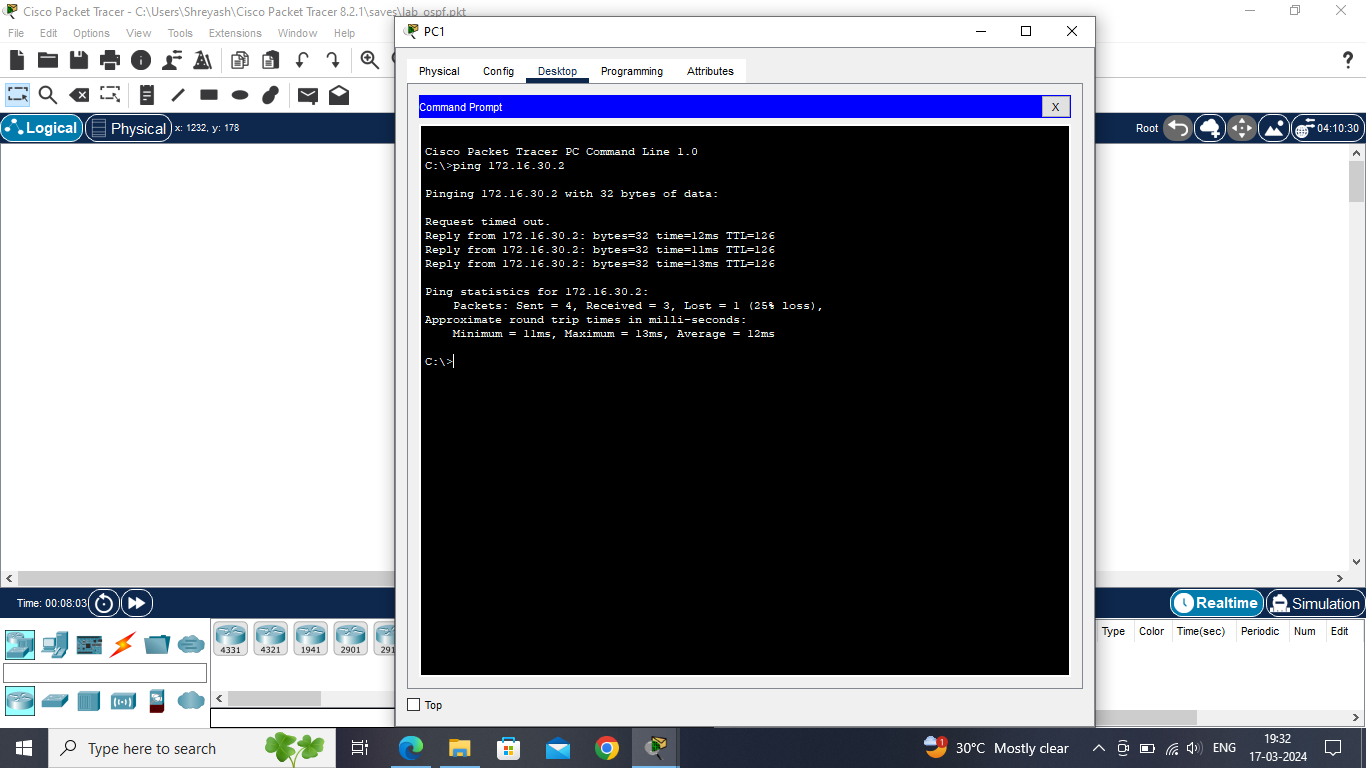 Cisco Packet Tracer - C:\Users\Shreyash\Cisco Packet Tracer 8.2.1\saves\lab_ospf.pkt
File Edit Options View Tools Extensions Window Help
PC1
Physical Config Desktop Programming Attributes
Command Prompt
X
Logical Physical x: 1232, y: 178
Root 04:10:30
Cisco Packet Tracer PC Command Line 1.0
C:\>ping 172.16.30.2
Pinging 172.16.30.2 with 32 bytes of data:
Request timed out.
Reply from 172.16.30.2: bytes=32 time=12ms TTL=126
Reply from 172.16.30.2: bytes=32 time=11ms TTL=126
Reply from 172.16.30.2: bytes=32 time=13ms TTL=126
Ping statistics for 172.16.30.2:
Packets: Sent = 4, Received = 3, Lost = 1 (25% loss),
Approximate round trip times in milli-seconds:
Minimum = 11ms, Maximum = 13ms, Average = 12ms
C:\>
Time: 00:08:03
Realtime Simulation
4331 4321 1941 2901 291
Type Color Time(sec) Periodic Num Edit
Top
Type here to search
1
30°C Mostly clear
ENG
19:32
17-03-2024